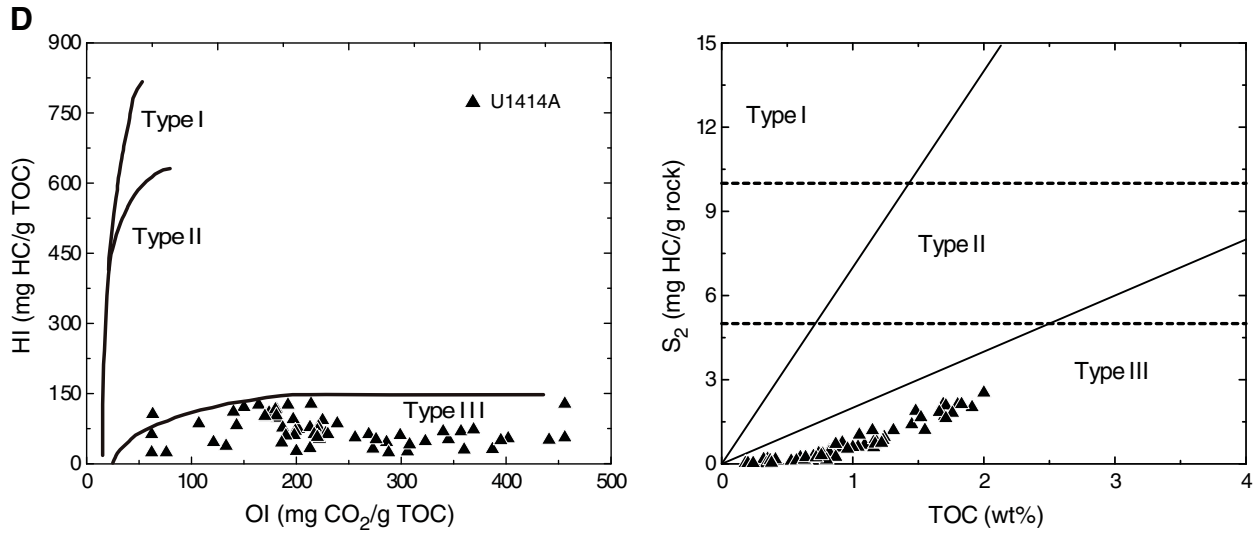 D
900
750
600
450
300
150
0
HI (mg HC/g TOC)
Type I
Type II
Type III
U1414A
0 100 200 300 400 500
OI (mg CO₂/g TOC)
15
12
9
6
3
0
S₂ (mg HC/g rock)
Type I
Type II
Type III
0 1 2 3 4
TOC (wt%)